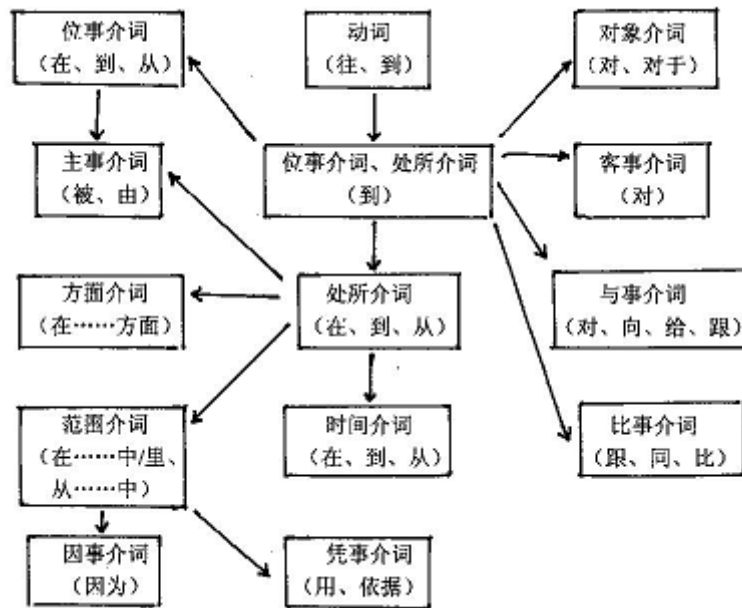 位事介词
（在、到、从）
动词
（往、到）
对象介词
（对、对于）
主事介词
（被、由）
位事介词、处所介词
（到）
客事介词
（对）
方面介词
（在……方面）
处所介词
（在、到、从）
与事介词
（对、向、给、跟）
范围介词
（在……中/里、
从……中）
时间介词
（在、到、从）
比事介词
（跟、同、比）
因事介词
（因为）
凭事介词
（用、依据）